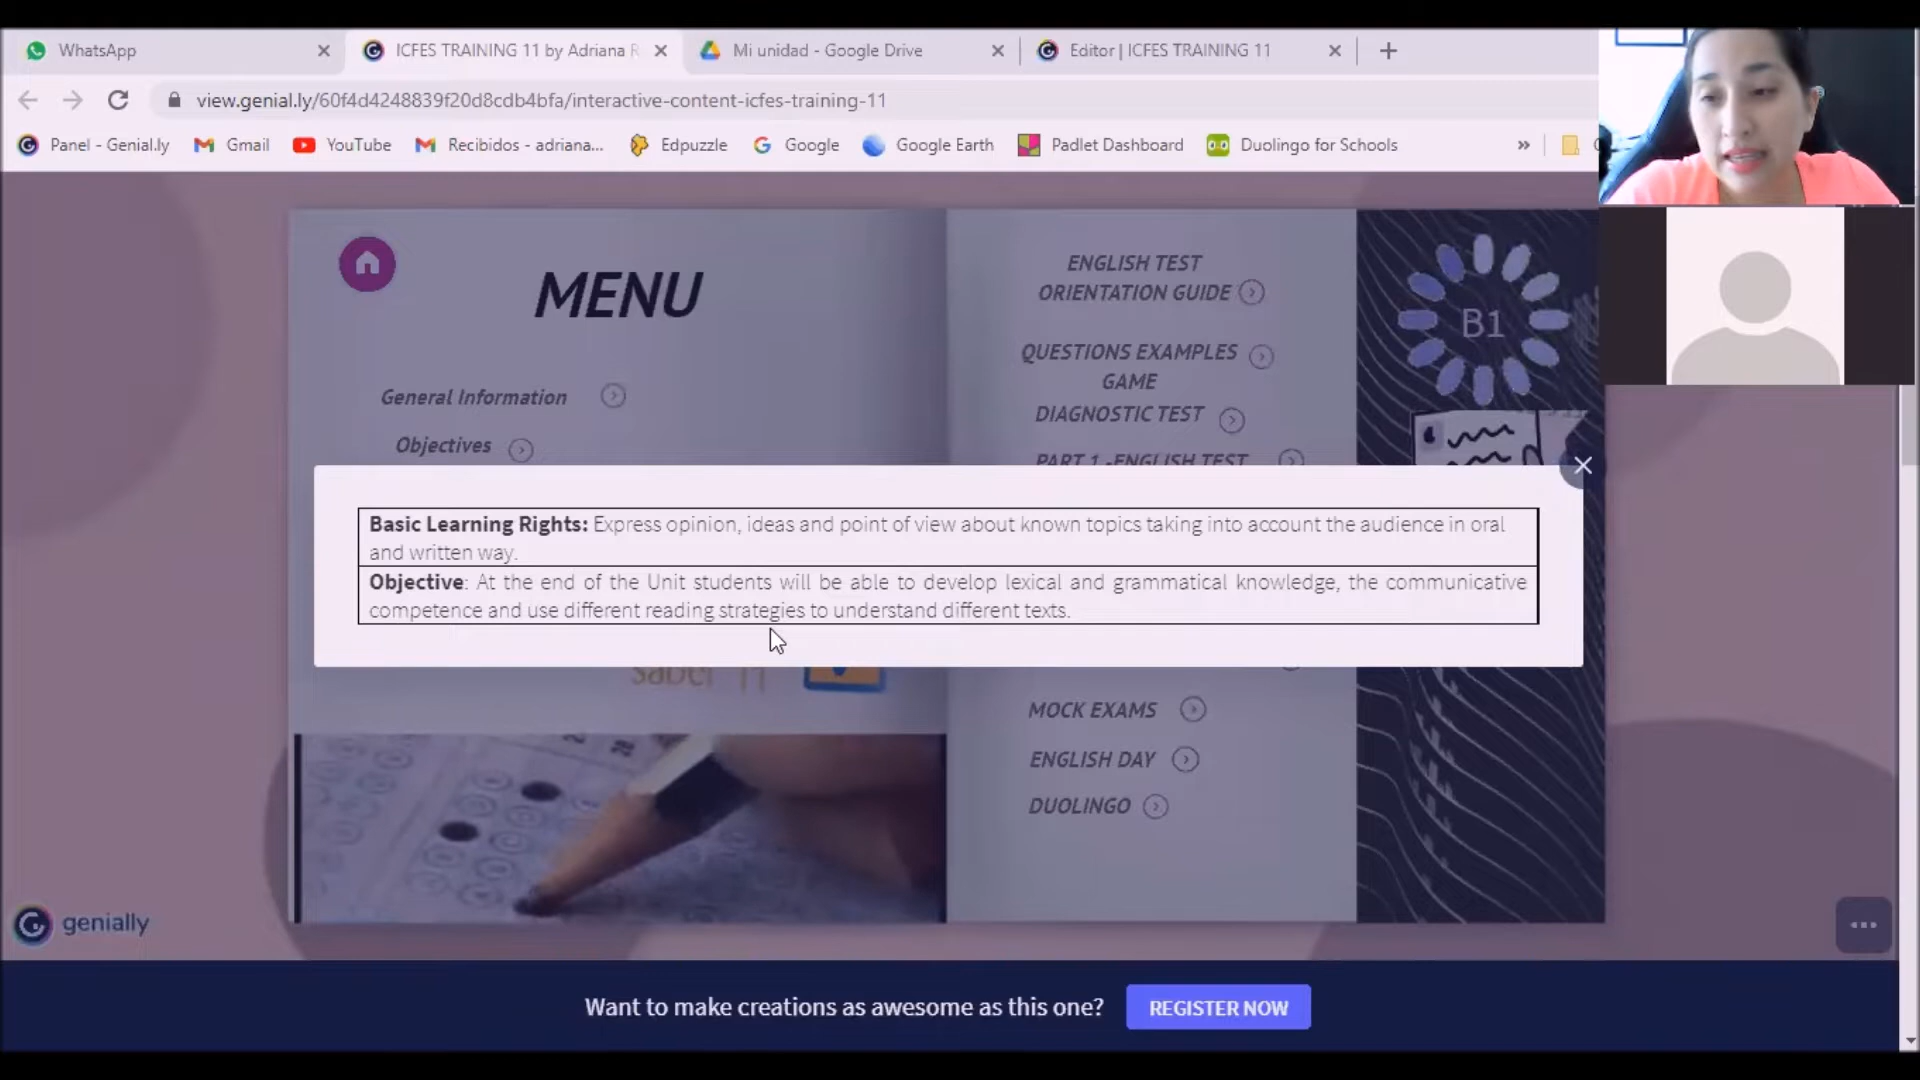 WhatsApp
ICFES TRAINING 11 by Adriana R
Mi unidad - Google Drive
Editor | ICFES TRAINING 11
view.genial.ly/60f4d4248839f20d8cdb4bfa/interactive-content-icfes-training-11
Panel - Genial.ly
Gmail
YouTube
Recibidos - adriana...
Edpuzzle
Google
Google Earth
Padlet Dashboard
Duolingo for Schools
»
MENU
General Information
Objectives
ENGLISH TEST
ORIENTATION GUIDE
QUESTIONS EXAMPLES
GAME
DIAGNOSTIC TEST
PART 1 -ENGLISH TEST
B1
Basic Learning Rights: Express opinion, ideas and point of view about known topics taking into account the audience in oral
and written way.
Objective: At the end of the Unit students will be able to develop lexical and grammatical knowledge, the communicative
competence and use different reading strategies to understand different texts.
saber 11
MOCK EXAMS
ENGLISH DAY
DUOLINGO
genially
Want to make creations as awesome as this one?
REGISTER NOW